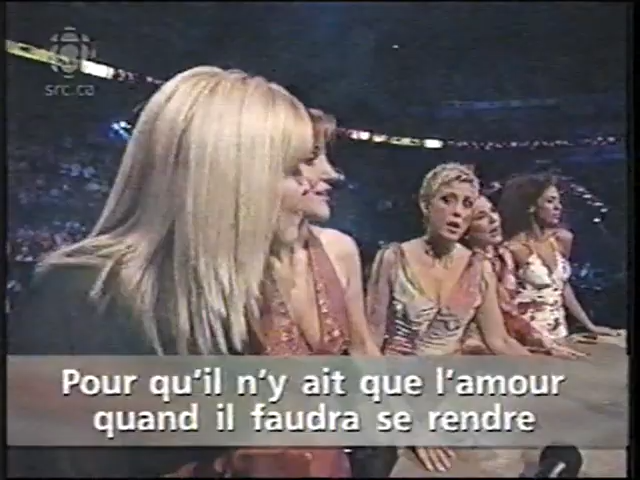 src.ca
Pour qu'il n'y ait que l'amour
quand il faudra se rendre